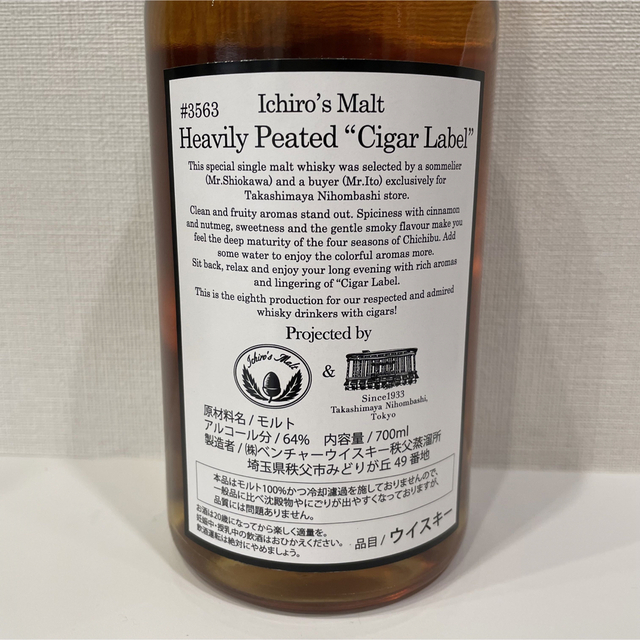 #3563
Ichiro's Malt
Heavily Peated "Cigar Label"
This special single malt whisky was selected by a sommelier
(Mr.Shiokawa) and a buyer (Mr.Ito) exclusively for
Takashimaya Nihombashi store.
Clean and fruity aromas stand out. Spiciness with cinnamon
and nutmeg, sweetness and the gentle smoky flavour make you
feel the deep maturity of the four seasons of Chichibu. Add
some water to enjoy the colorful aromas more.
Sit back, relax and enjoy your long evening with rich aromas
and lingering of "Cigar Label.
This is the eighth production for our respected and admired
whisky drinkers with cigars!
Projected by
Ichiro's Malt
&
Since1933
Takashimaya Nihombashi,
Tokyo
原材料名/モルト
アルコール分/64% 内容量/700ml
製造者/㈱ベンチャーウイスキー秩父蒸溜所
埼玉県秩父市みどりが丘49番地
本品はモルト100%かつ冷却濾過を施しておりませんので、
一般品に比べ沈殿物やにごりが出やすくなっておりますが、
品質には問題ありません。
お酒は20歳になってから楽しく適量を。
妊娠中・授乳中の飲酒はおひかえください。
飲酒運転は絶対にやめましょう。
品目/ウイスキー